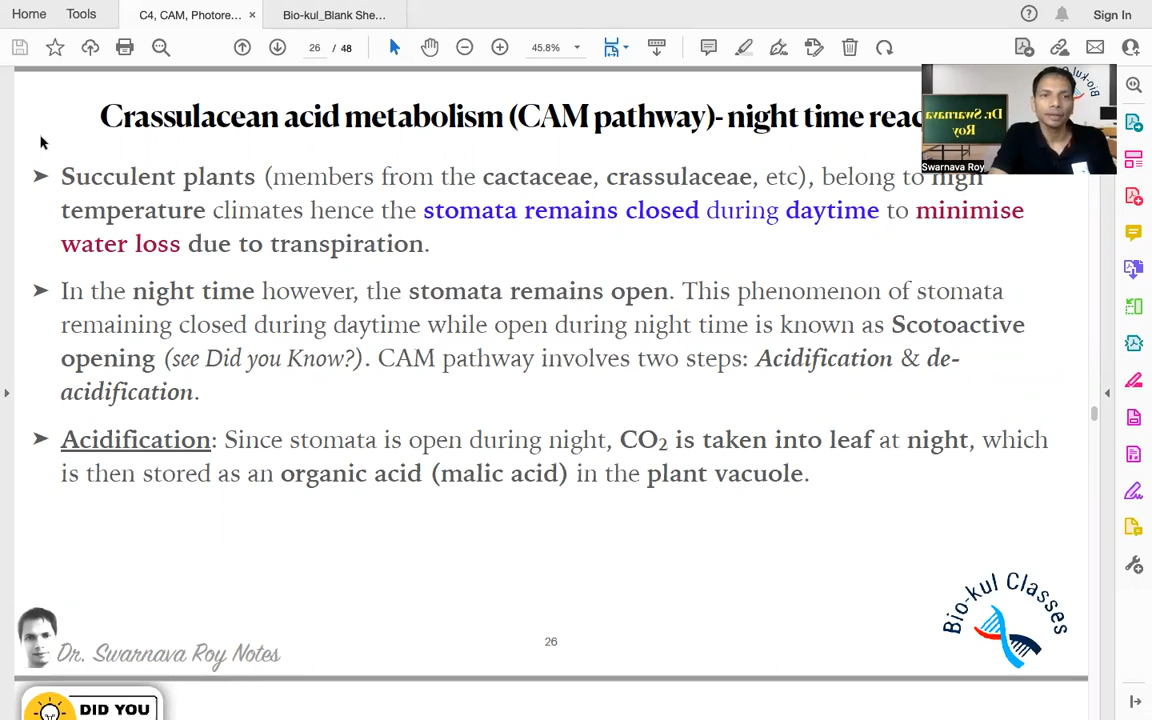 Home Tools C4, CAM, Photore... × Bio-kul_Blank She... Sign In
26 / 48 45.8%
Crassulacean acid metabolism (CAM pathway)- night time reac
Dr. Swarnava
Roy
Swarnava Roy
➤ Succulent plants (members from the cactaceae, crassulaceae, etc), belong to high
temperature climates hence the stomata remains closed during daytime to minimise
water loss due to transpiration.
➤ In the night time however, the stomata remains open. This phenomenon of stomata
remaining closed during daytime while open during night time is known as Scotoactive
opening (see Did you Know?). CAM pathway involves two steps: Acidification & de-
acidification.
➤ Acidification: Since stomata is open during night, CO₂ is taken into leaf at night, which
is then stored as an organic acid (malic acid) in the plant vacuole.
Bio-kul Classes
26
Dr. Swarnava Roy Notes
DID YOU